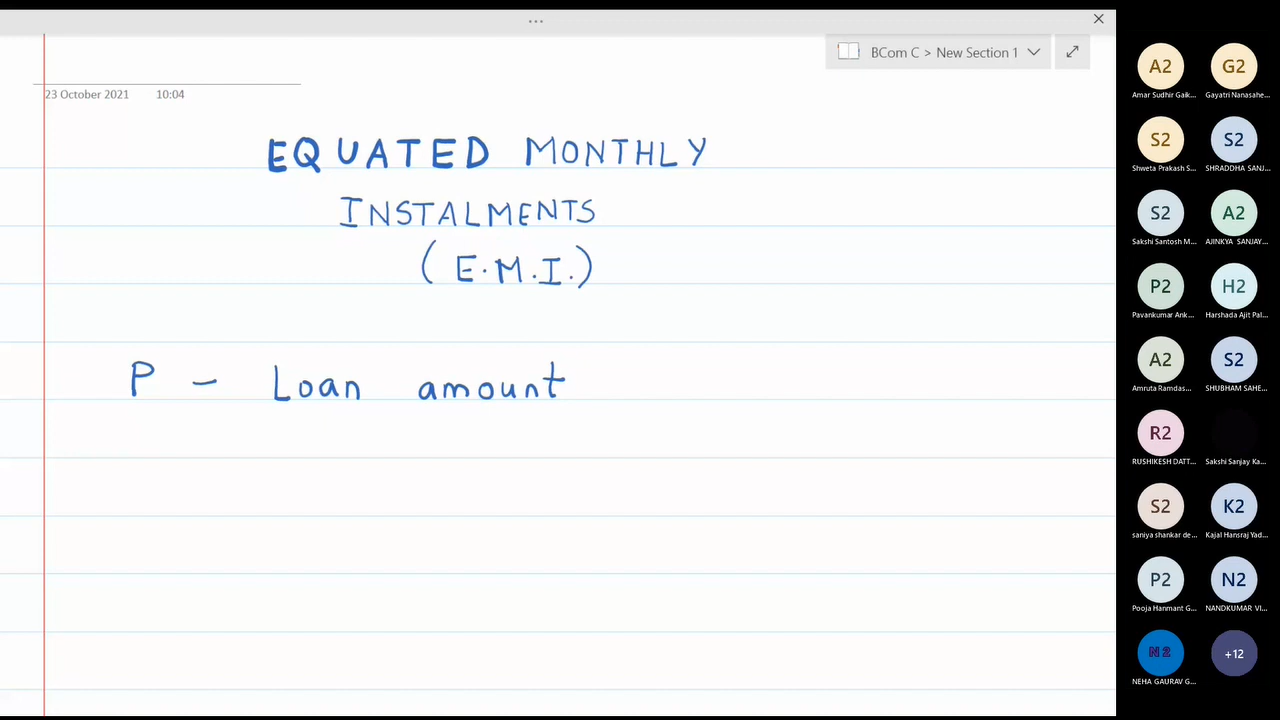 BCom C > New Section 1
23 October 2021 10:04
EQUATED MONTHLY
INSTALMENTS
(E.M.I.)
P - Loan amount
A2 G2
Amar Sudhir Gaik... Gayatri Nanasahe...
S2 S2
Shweta Prakash S... SHRADDHA SANJ...
S2 A2
Sakshi Santosh M... AJINKYA SANJAY...
P2 H2
Pavankumar Ank... Harshada Ajit Pal...
A2 S2
Amruta Ramdas... SHUBHAM SAHE...
R2
RUSHIKESH DATT... Sakshi Sanjay Ka...
S2 K2
saniya shankar de... Kajal Hansraj Yad...
P2 N2
Pooja Hanmant G... NANDKUMAR VI...
N2 +12
NEHA GAURAV G...